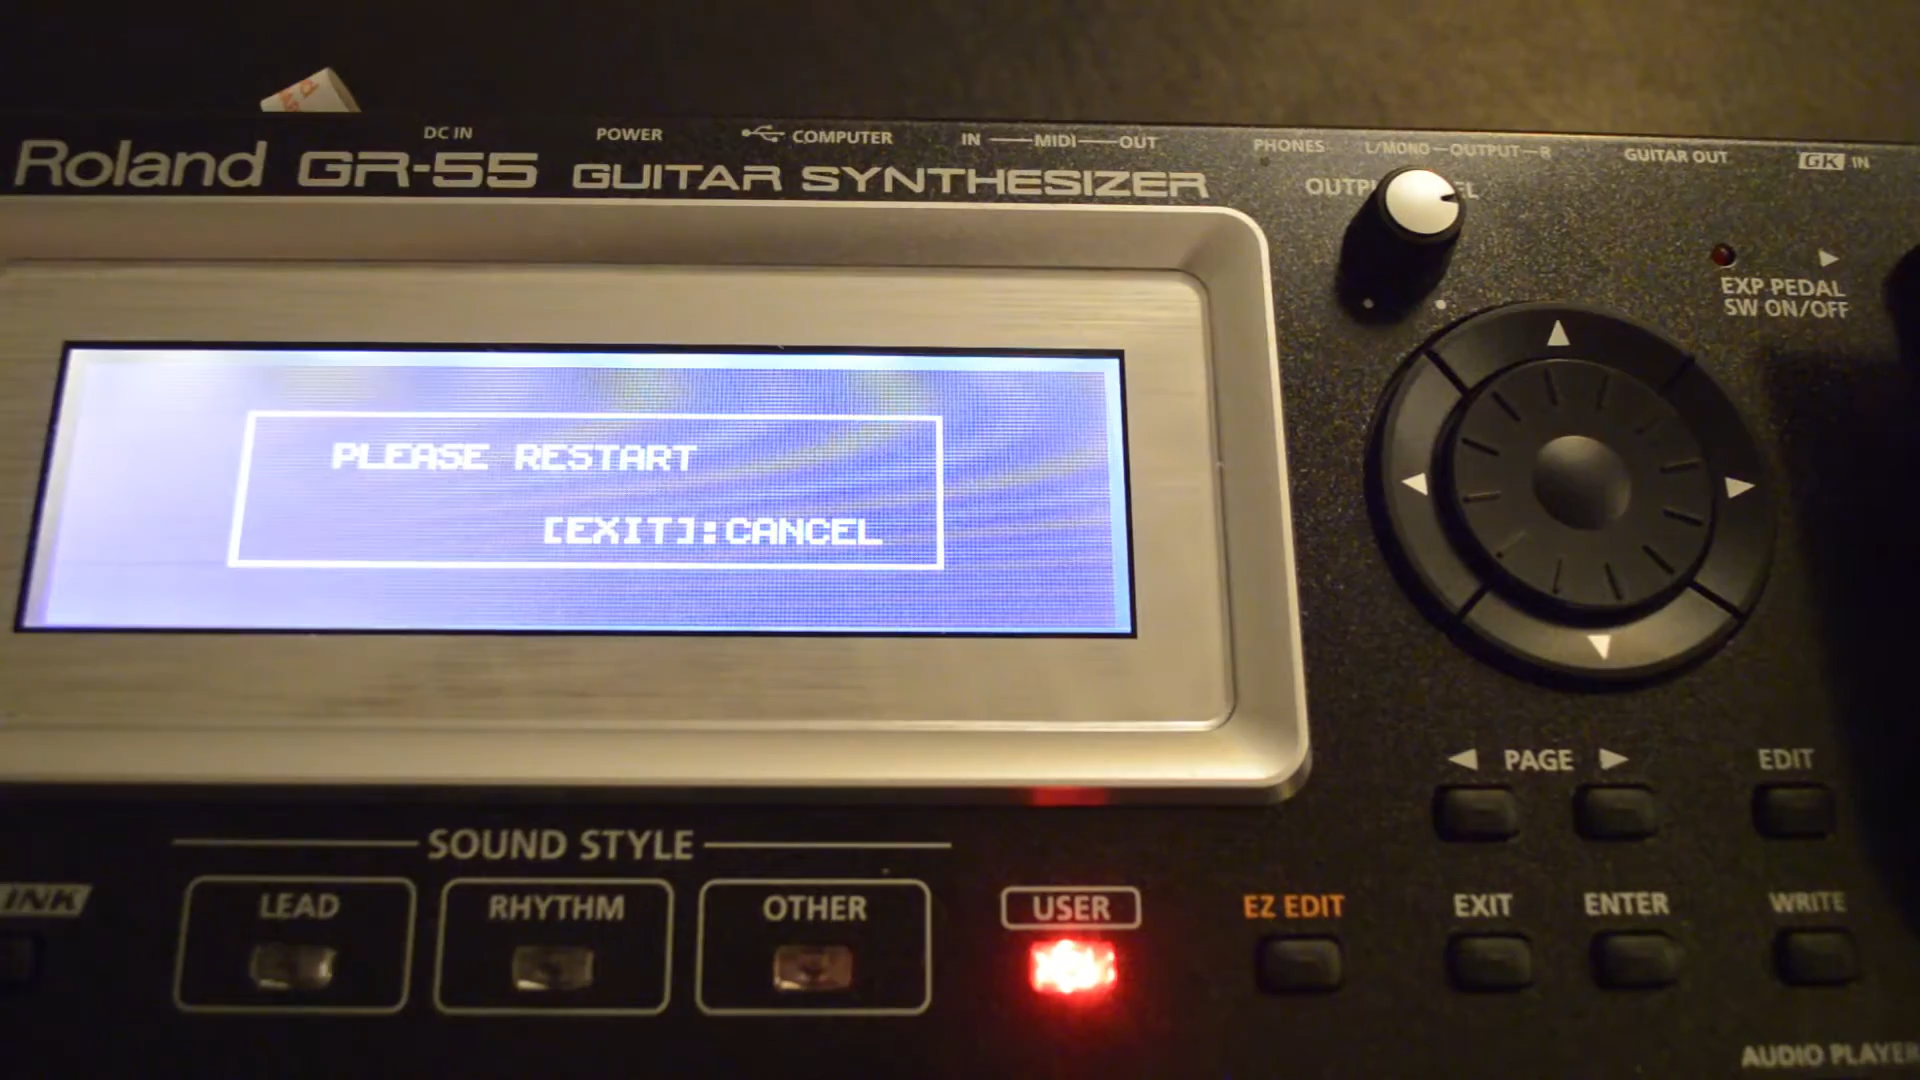 DC IN
POWER
COMPUTER
IN MIDI OUT
PHONES
L/MONO OUTPUT R
GUITAR OUT
GK IN
Roland GR-55 GUITAR SYNTHESIZER
EXP PEDAL
SW ON/OFF
PLEASE RESTART
[EXIT]:CANCEL
PAGE
EDIT
SOUND STYLE
LEAD
RHYTHM
OTHER
USER
EZ EDIT
EXIT
ENTER
WRITE
AUDIO PLAYER